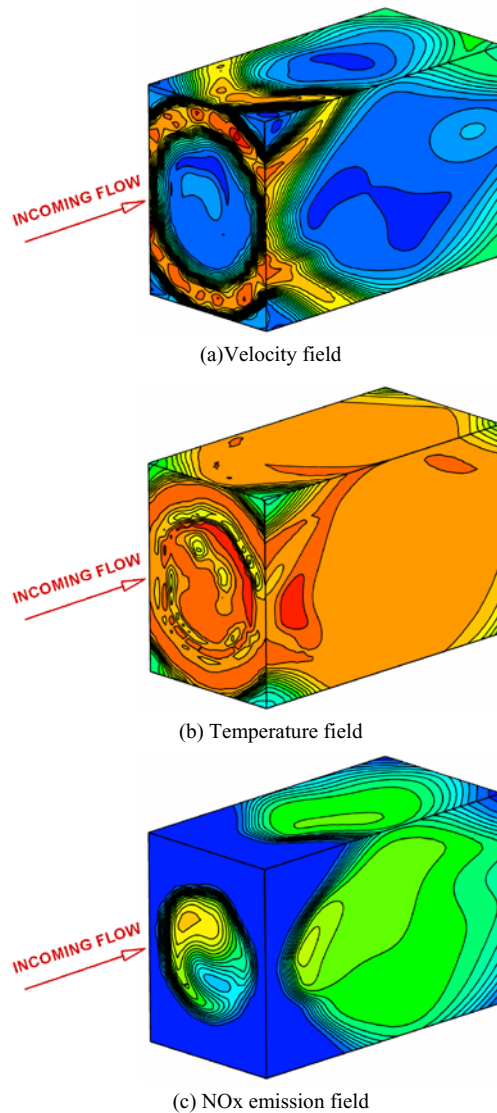 INCOMING FLOW
(a)Velocity field
INCOMING FLOW
(b) Temperature field
INCOMING FLOW
(c) NOx emission field